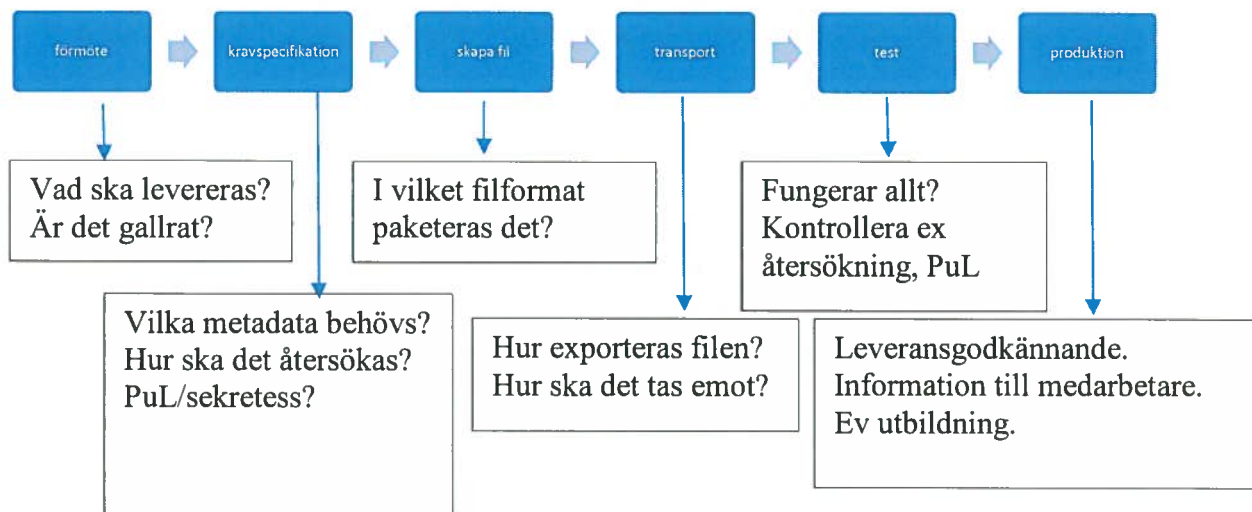 förmöte
kravspecifikation
skapa fil
transport
test
produktion
Vad ska levereras?
Är det gallrat?
I vilket filformat
paketeras det?
Fungerar allt?
Kontrollera ex
återsökning, PuL
Vilka metadata behövs?
Hur ska det återsökas?
PuL/sekretess?
Hur exporteras filen?
Hur ska det tas emot?
Leveransgodkännande.
Information till medarbetare.
Ev utbildning.